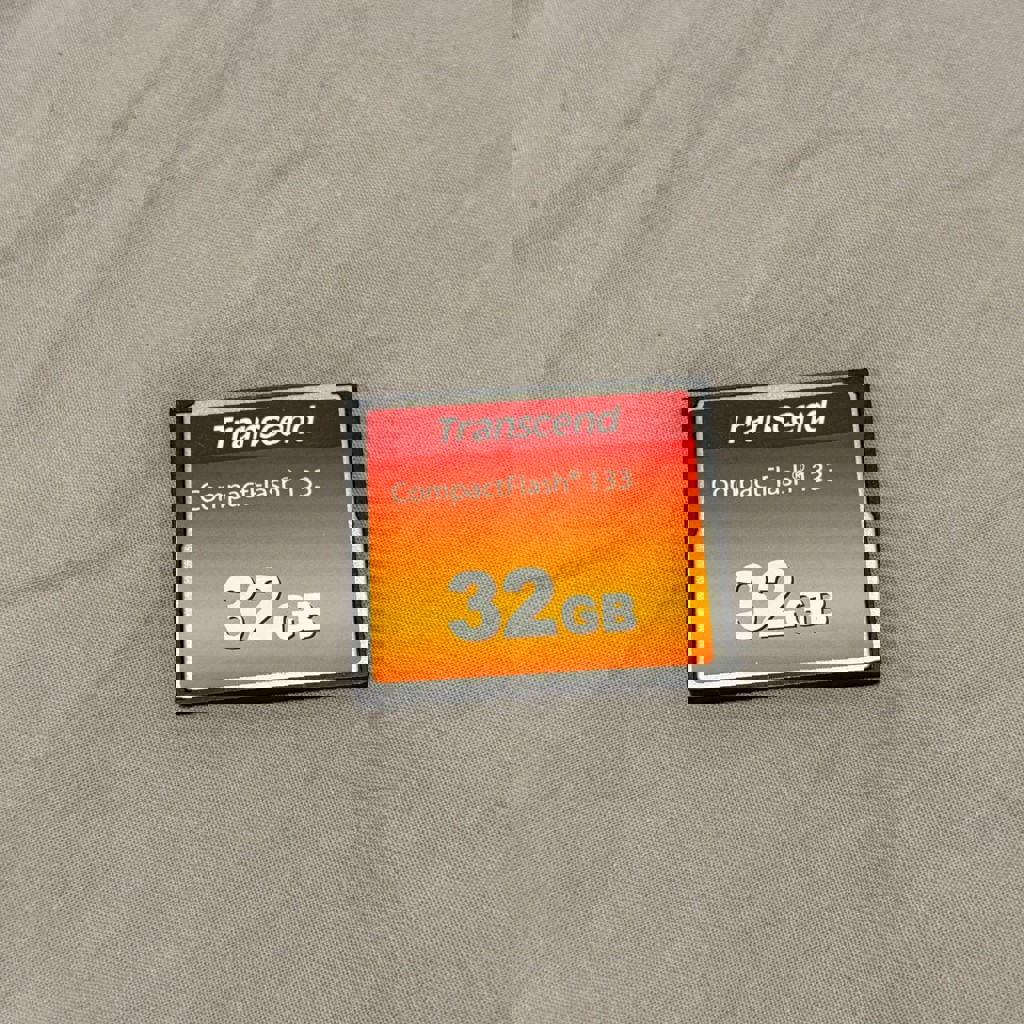 Transcend
CompactFlash® 133
32GB